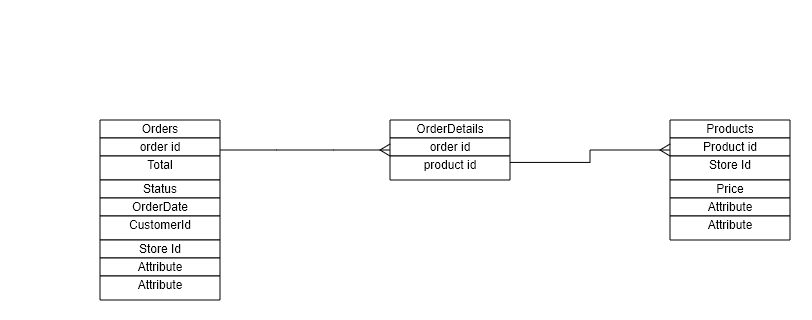 Orders
order id
Total
Status
OrderDate
CustomerId
Store Id
Attribute
Attribute
OrderDetails
order id
product id
Products
Product id
Store Id
Price
Attribute
Attribute